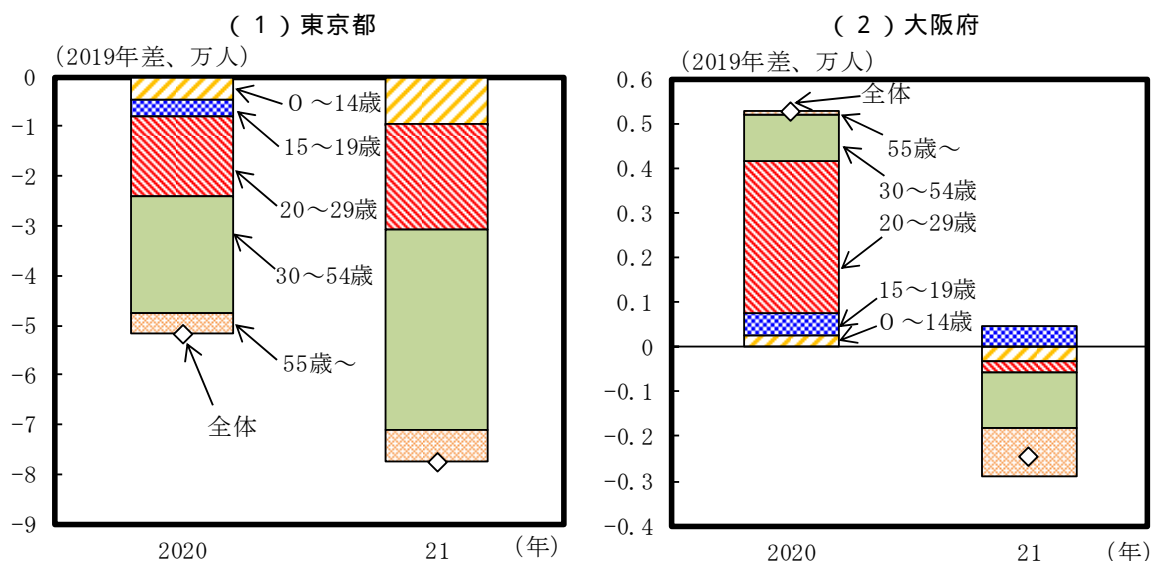 （１）東京都
(2019年差、万人)
0
-1
-2
-3
-4
-5
-6
-7
-8
-9
０～14歳
15～19歳
20～29歳
30～54歳
55歳～
全体
2020
21
(年)
（２）大阪府
(2019年差、万人)
0.6
0.5
0.4
0.3
0.2
0.1
0
-0.1
-0.2
-0.3
-0.4
全体
55歳～
30～54歳
20～29歳
15～19歳
０～14歳
2020
21
(年)